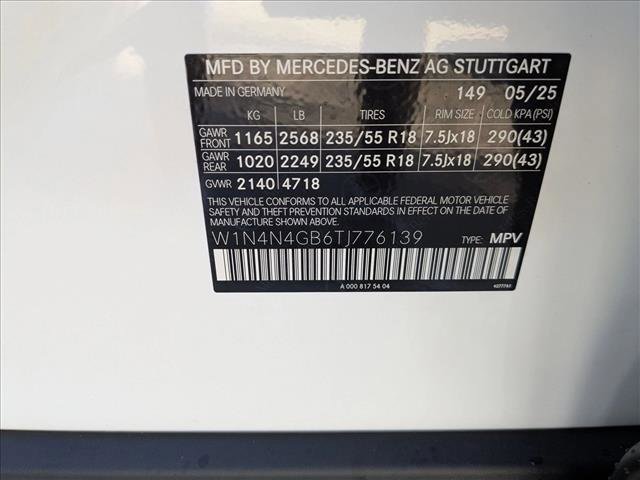 MFD BY MERCEDES-BENZ AG STUTTGART
MADE IN GERMANY 149 05/25
KG LB TIRES RIM SIZE COLD KPA (PSI)
GAWR FRONT 1165 2568 235/55 R18 7.5Jx18 290(43)
GAWR REAR 1020 2249 235/55 R18 7.5Jx18 290(43)
GVWR 2140 4718
THIS VEHICLE CONFORMS TO ALL APPLICABLE FEDERAL MOTOR VEHICLE
SAFETY AND THEFT PREVENTION STANDARDS IN EFFECT ON THE DATE OF
MANUFACTURE SHOWN ABOVE.
W1N4N4GB6TJ776139 TYPE: MPV
A 000 817 54 04